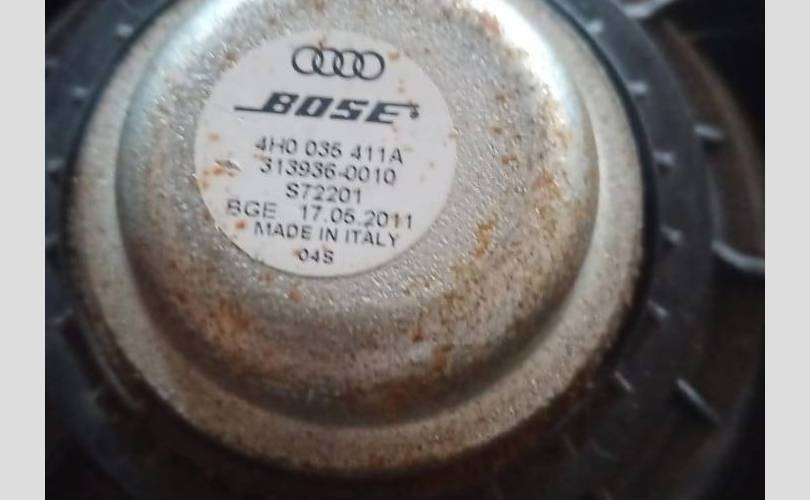 BOSE
4H0 035 411A
313936-0010
S72201
BGE 17.05.2011
MADE IN ITALY
04S